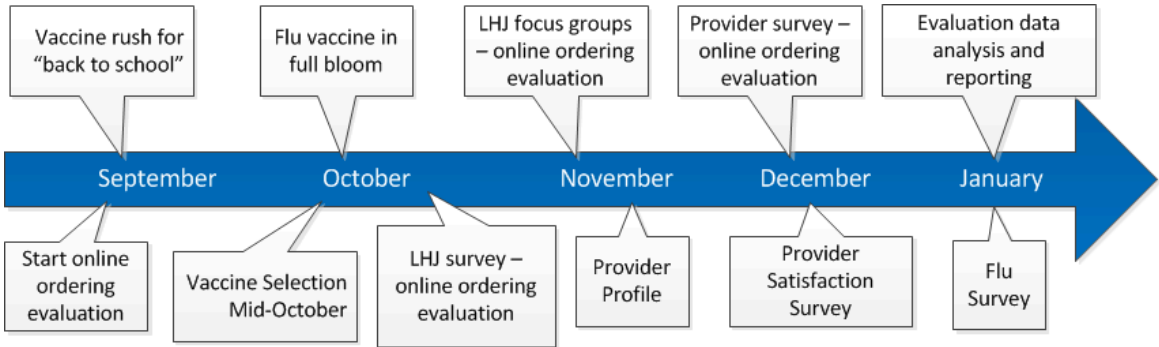 Vaccine rush for
“back to school”
Flu vaccine in
full bloom
LHJ focus groups
– online ordering
evaluation
Provider survey –
online ordering
evaluation
Evaluation data
analysis and
reporting
September
October
November
December
January
Start online
ordering
evaluation
Vaccine Selection
Mid-October
LHJ survey –
online ordering
evaluation
Provider
Profile
Provider
Satisfaction
Survey
Flu
Survey